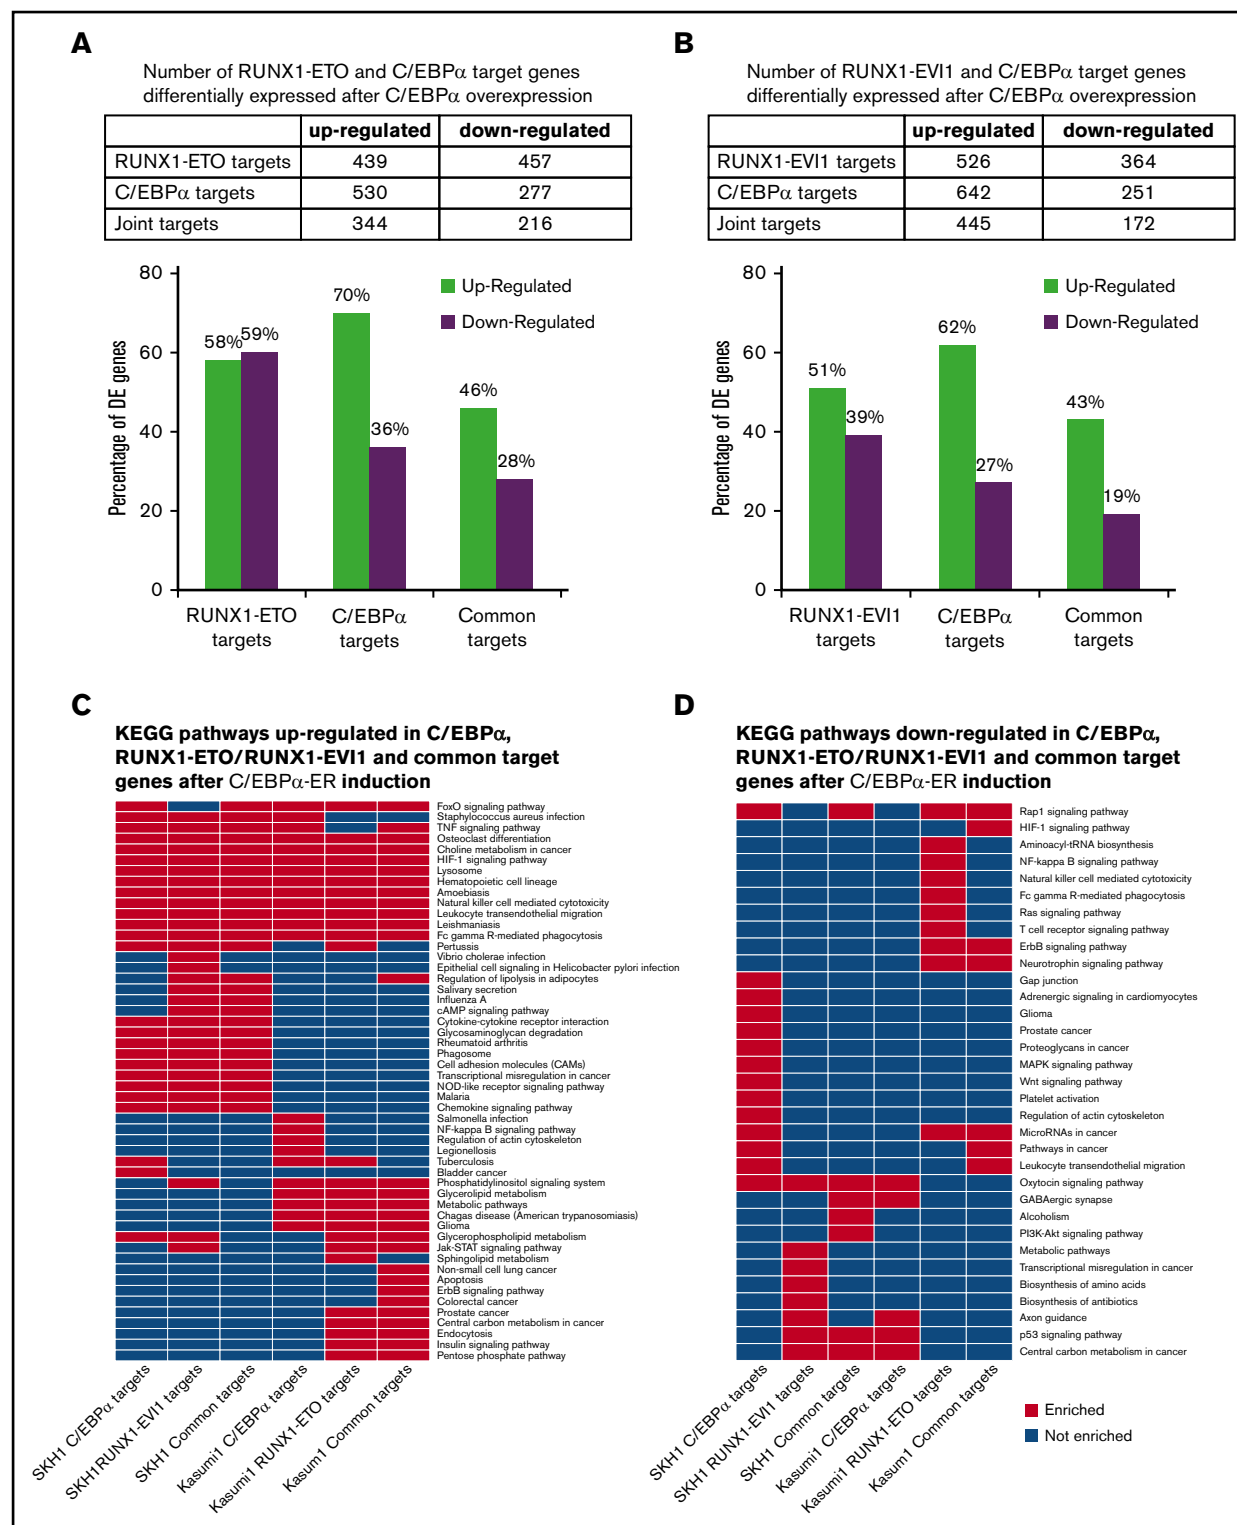 A
Number of RUNX1-ETO and C/EBPα target genes
differentially expressed after C/EBPα overexpression
up-regulated down-regulated
RUNX1-ETO targets 439 457
C/EBPα targets 530 277
Joint targets 344 216
80
60
40
20
0
Percentage of DE genes
58%
59%
70%
36%
46%
28%
Up-Regulated
Down-Regulated
RUNX1-ETO
targets
C/EBPα
targets
Common
targets
B
Number of RUNX1-EVI1 and C/EBPα target genes
differentially expressed after C/EBPα overexpression
up-regulated down-regulated
RUNX1-EVI1 targets 526 364
C/EBPα targets 642 251
Joint targets 445 172
80
60
40
20
0
Percentage of DE genes
51%
39%
62%
27%
43%
19%
Up-Regulated
Down-Regulated
RUNX1-EVI1
targets
C/EBPα
targets
Common
targets
C
KEGG pathways up-regulated in C/EBPα,
RUNX1-ETO/RUNX1-EVI1 and common target
genes after C/EBPα-ER induction
FoxO signaling pathway
Staphylococcus aureus infection
TNF signaling pathway
Osteoclast differentiation
Choline metabolism in cancer
HIF-1 signaling pathway
Lysosome
Hematopoietic cell lineage
Amoebiasis
Natural killer cell mediated cytotoxicity
Leukocyte transendothelial migration
Leishmaniasis
Fc gamma R-mediated phagocytosis
Pertussis
Vibrio cholerae infection
Epithelial cell signaling in Helicobacter pylori infection
Regulation of lipolysis in adipocytes
Salivary secretion
Influenza A
cAMP signaling pathway
Cytokine-cytokine receptor interaction
Glycosaminoglycan degradation
Rheumatoid arthritis
Phagosome
Cell adhesion molecules (CAMs)
Transcriptional misregulation in cancer
NOD-like receptor signaling pathway
Malaria
Chemokine signaling pathway
Salmonella infection
NF-kappa B signaling pathway
Regulation of actin cytoskeleton
Legionellosis
Tuberculosis
Bladder cancer
Phosphatidylinositol signaling system
Glycerolipid metabolism
Metabolic pathways
Chagas disease (American trypanosomiasis)
Glioma
Glycerophospholipid metabolism
Jak-STAT signaling pathway
Sphingolipid metabolism
Non-small cell lung cancer
Apoptosis
ErbB signaling pathway
Colorectal cancer
Prostate cancer
Central carbon metabolism in cancer
Endocytosis
Insulin signaling pathway
Pentose phosphate pathway
SKH1 C/EBPα targets
SKH1RUNX1-EVI1 targets
SKH1 Common targets
Kasumi1 C/EBPα targets
Kasumi1 RUNX1-ETO targets
Kasum1 Common targets
D
KEGG pathways down-regulated in C/EBPα,
RUNX1-ETO/RUNX1-EVI1 and common target
genes after C/EBPα-ER induction
Rap1 signaling pathway
HIF-1 signaling pathway
Aminoacyl-tRNA biosynthesis
NF-kappa B signaling pathway
Natural killer cell mediated cytotoxicity
Fc gamma R-mediated phagocytosis
Ras signaling pathway
T cell receptor signaling pathway
ErbB signaling pathway
Neurotrophin signaling pathway
Gap junction
Adrenergic signaling in cardiomyocytes
Glioma
Prostate cancer
Proteoglycans in cancer
MAPK signaling pathway
Wnt signaling pathway
Platelet activation
Regulation of actin cytoskeleton
MicroRNAs in cancer
Pathways in cancer
Leukocyte transendothelial migration
Oxytocin signaling pathway
GABAergic synapse
Alcoholism
PI3K-Akt signaling pathway
Metabolic pathways
Transcriptional misregulation in cancer
Biosynthesis of amino acids
Biosynthesis of antibiotics
Axon guidance
p53 signaling pathway
Central carbon metabolism in cancer
SKH1 C/EBPα targets
SKH1 RUNX1-EVI1 targets
SKH1 Common targets
Kasumi1 C/EBPα targets
Kasumi1 RUNX1-ETO targets
Kasum1 Common targets
Enriched
Not enriched